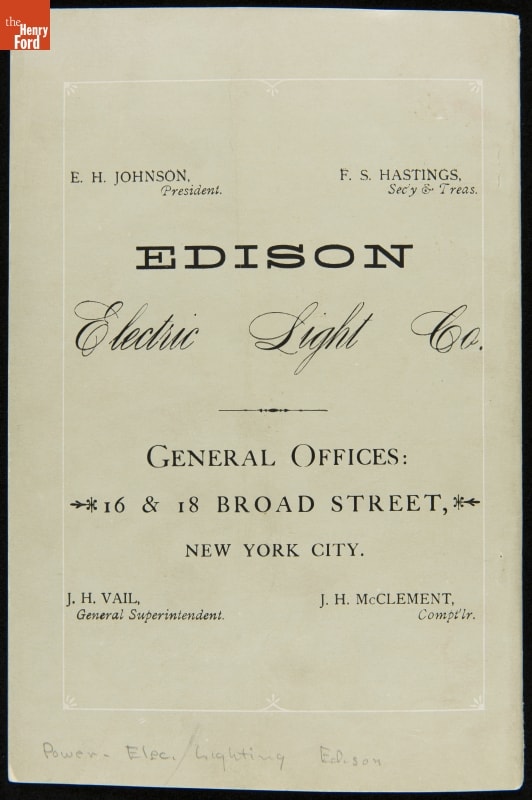 the
Henry
Ford
E. H. JOHNSON,
President.
F. S. HASTINGS,
Sec'y & Treas.
EDISON
Electric Light Co.
GENERAL OFFICES:
16 & 18 BROAD STREET,
NEW YORK CITY.
J. H. VAIL,
General Superintendent.
J. H. McCLEMENT,
Compt'lr.
Power - Elec. / Lighting Edison